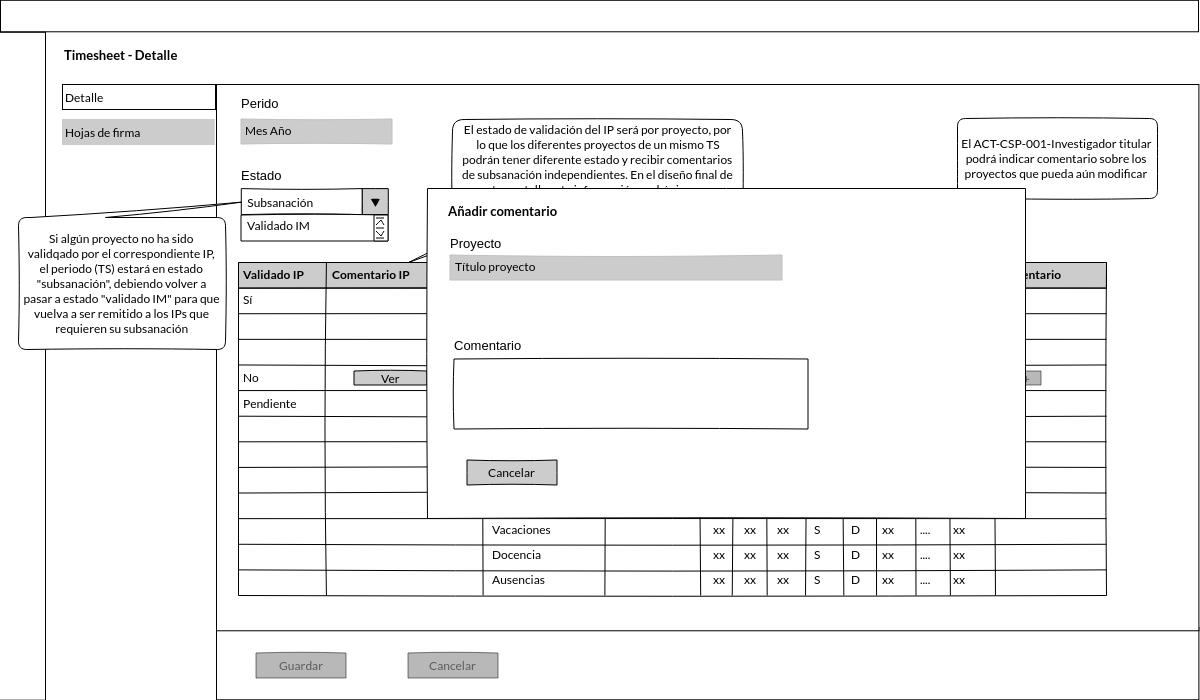 Timesheet - Detalle
Detalle
Hojas de firma
Perido
Mes Año
Estado
Subsanación
Validado IM
El estado de validación del IP será por proyecto, por
lo que los diferentes proyectos de un mismo TS
podrán tener diferente estado y recibir comentarios
de subsanación independientes. En el diseño final de
El ACT-CSP-001-Investigador titular
podrá indicar comentario sobre los
proyectos que pueda aún modificar
Si algún proyecto no ha sido
validqado por el correspondiente IP,
el periodo (TS) estará en estado
"subsanación", debiendo volver a
pasar a estado "validado IM" para que
vuelva a ser remitido a los IPs que
requieren su subsanación
Añadir comentario
Proyecto
Título proyecto
Comentario
Cancelar
Validado IP Comentario IP entario
Sí
No Ver
Pendiente
Vacaciones xx xx xx S D xx .... xx
Docencia xx xx xx S D xx .... xx
Ausencias xx xx xx S D xx .... xx
Guardar Cancelar